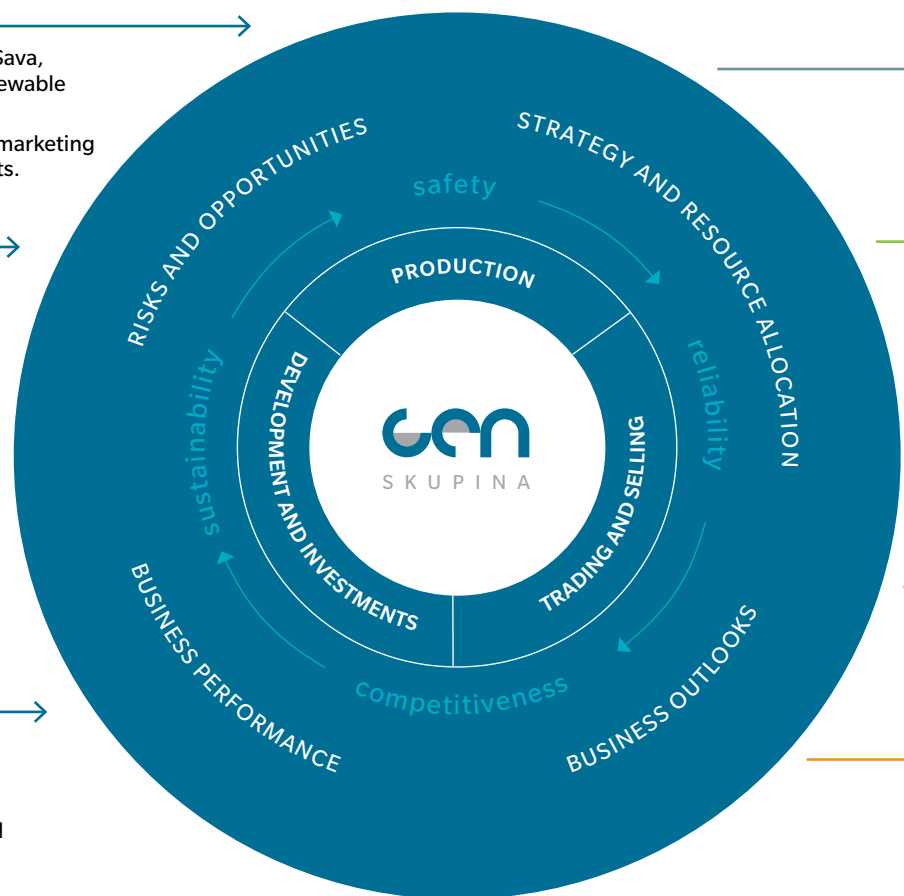 Sava,
ewable
marketing
ts.
RISKS AND OPPORTUNITIES
STRATEGY AND RESOURCE ALLOCATION
safety
PRODUCTION
reliability
sustainability
DEVELOPMENT AND INVESTMENTS
TRADING AND SELLING
gen
SKUPINA
competitiveness
BUSINESS PERFORMANCE
BUSINESS OUTLOOKS